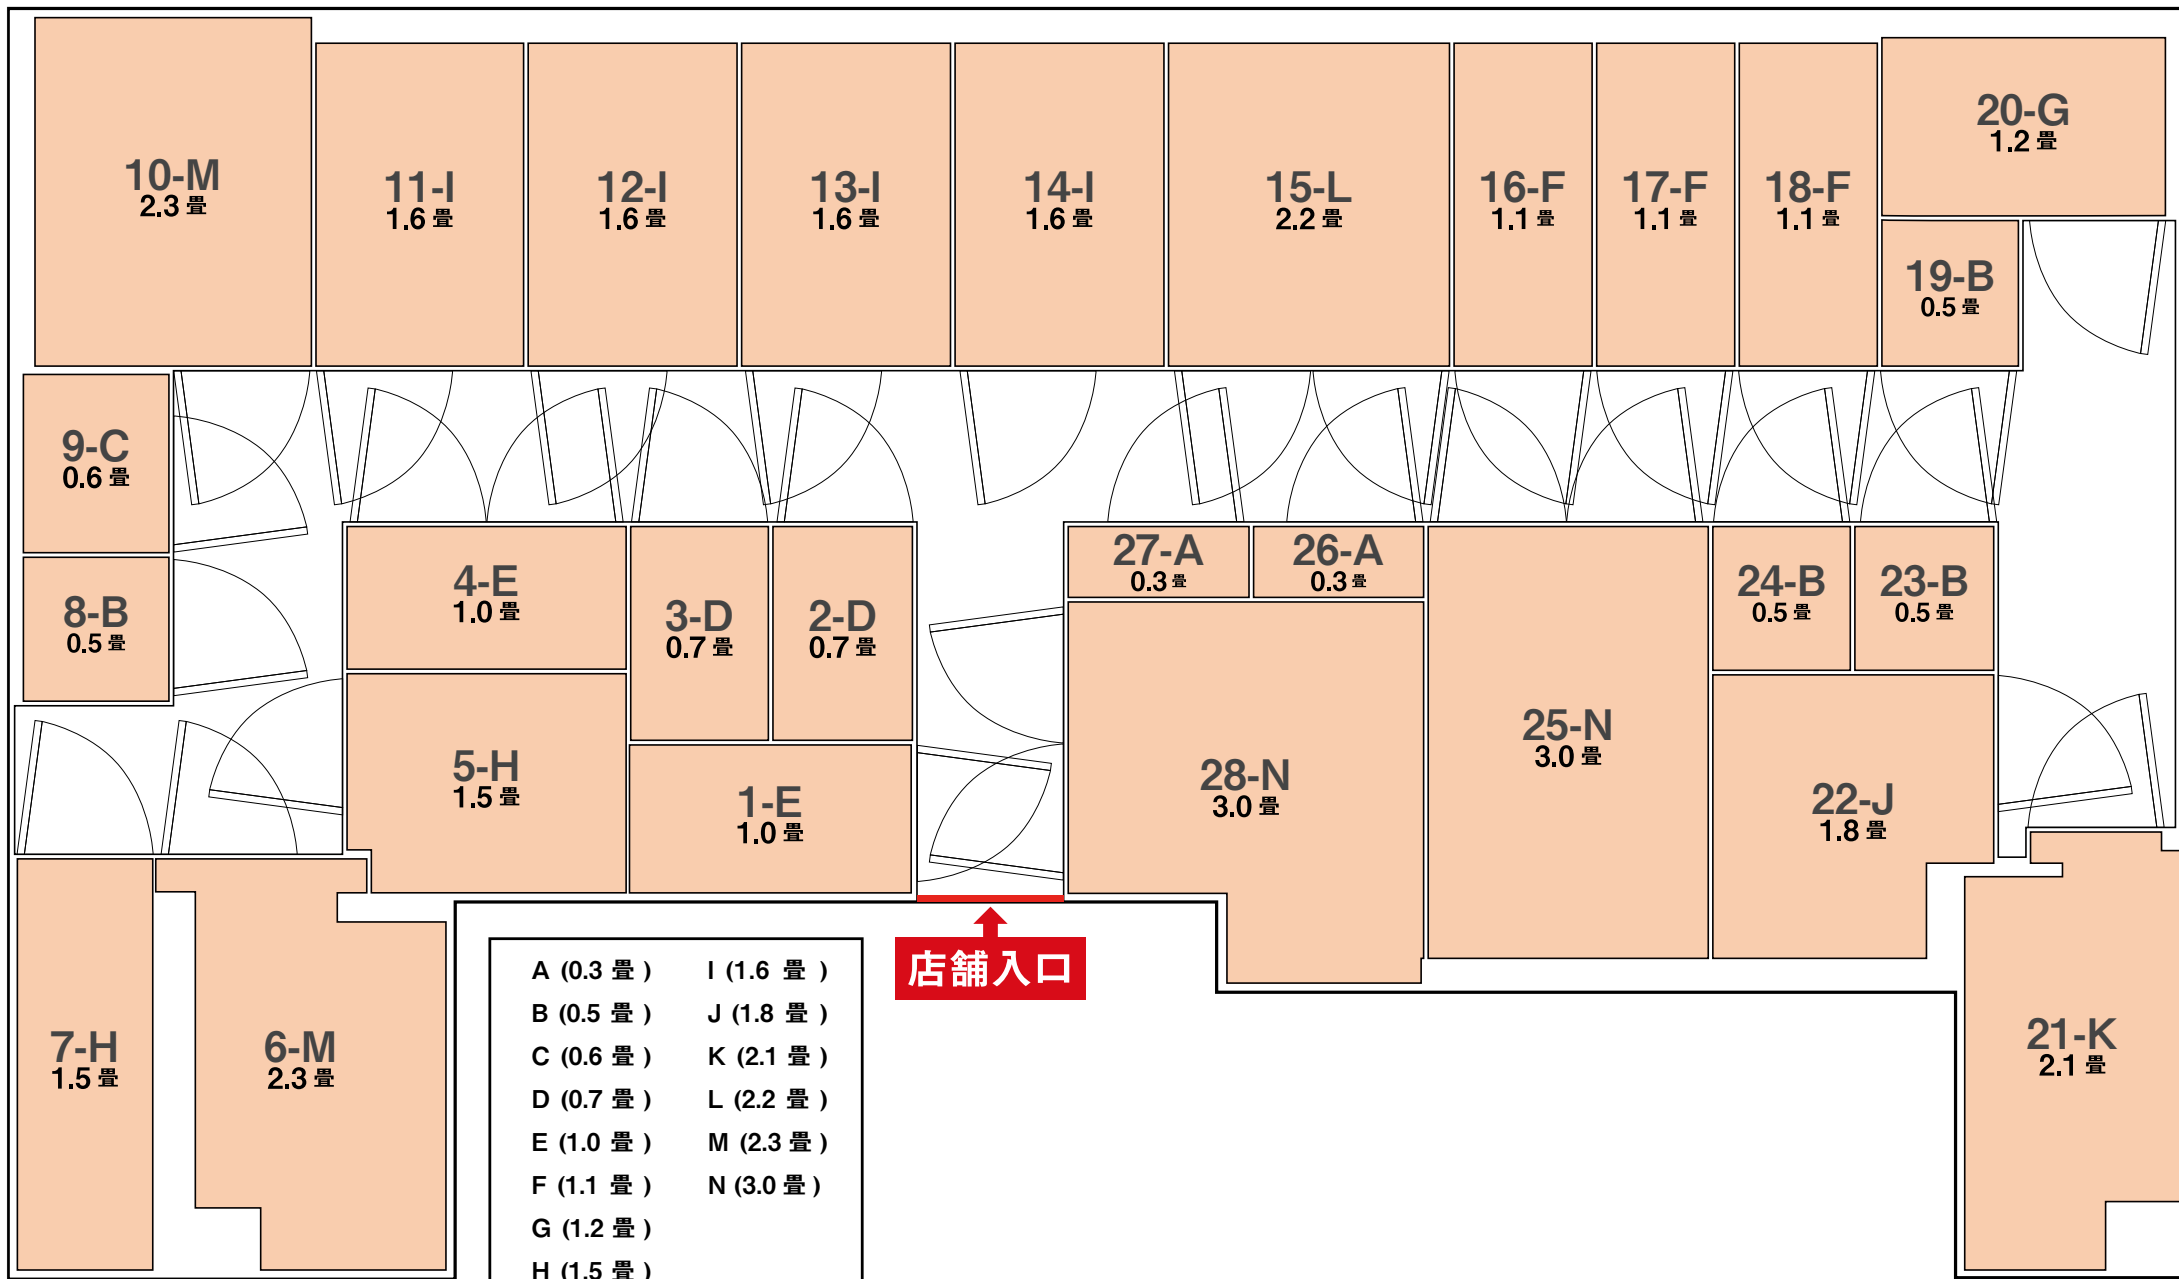 10-M
2.3 畳
11-I
1.6 畳
12-I
1.6 畳
13-I
1.6 畳
14-I
1.6 畳
15-L
2.2 畳
16-F
1.1 畳
17-F
1.1 畳
18-F
1.1 畳
20-G
1.2 畳
19-B
0.5 畳
9-C
0.6 畳
8-B
0.5 畳
4-E
1.0 畳
3-D
0.7 畳
2-D
0.7 畳
27-A
0.3 畳
26-A
0.3 畳
24-B
0.5 畳
23-B
0.5 畳
5-H
1.5 畳
1-E
1.0 畳
28-N
3.0 畳
25-N
3.0 畳
22-J
1.8 畳
7-H
1.5 畳
6-M
2.3 畳
21-K
2.1 畳
店舗入口
A (0.3 畳 )
B (0.5 畳 )
C (0.6 畳 )
D (0.7 畳 )
E (1.0 畳 )
F (1.1 畳 )
G (1.2 畳 )
H (1.5 畳 )
I (1.6 畳 )
J (1.8 畳 )
K (2.1 畳 )
L (2.2 畳 )
M (2.3 畳 )
N (3.0 畳 )